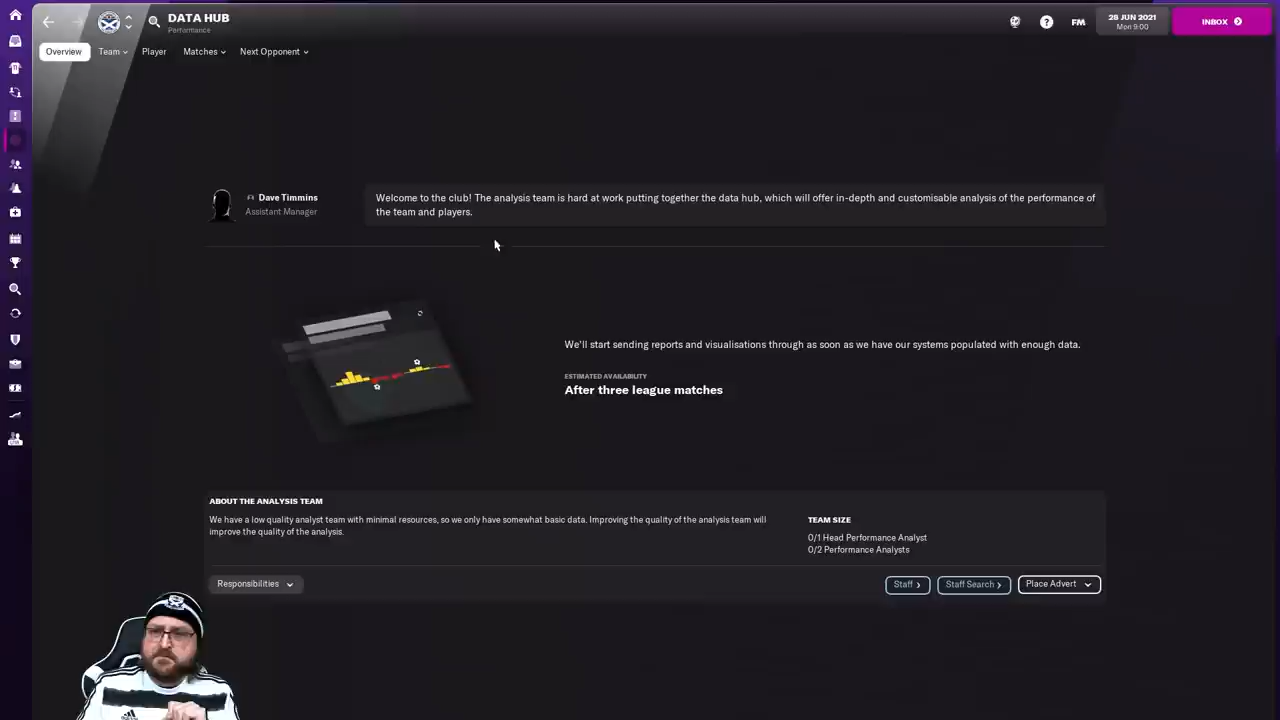 DATA HUB
Performance
FM
28 JUN 2021
Mon 9:00
INBOX
Overview
Team
Player
Matches
Next Opponent
Dave Timmins
Assistant Manager
Welcome to the club! The analysis team is hard at work putting together the data hub, which will offer in-depth and customisable analysis of the performance of
the team and players.
We'll start sending reports and visualisations through as soon as we have our systems populated with enough data.
ESTIMATED AVAILABILITY
After three league matches
ABOUT THE ANALYSIS TEAM
We have a low quality analyst team with minimal resources, so we only have somewhat basic data. Improving the quality of the analysis team will
improve the quality of the analysis.
TEAM SIZE
0/1 Head Performance Analyst
0/2 Performance Analysts
Responsibilities
Staff
Staff Search
Place Advert